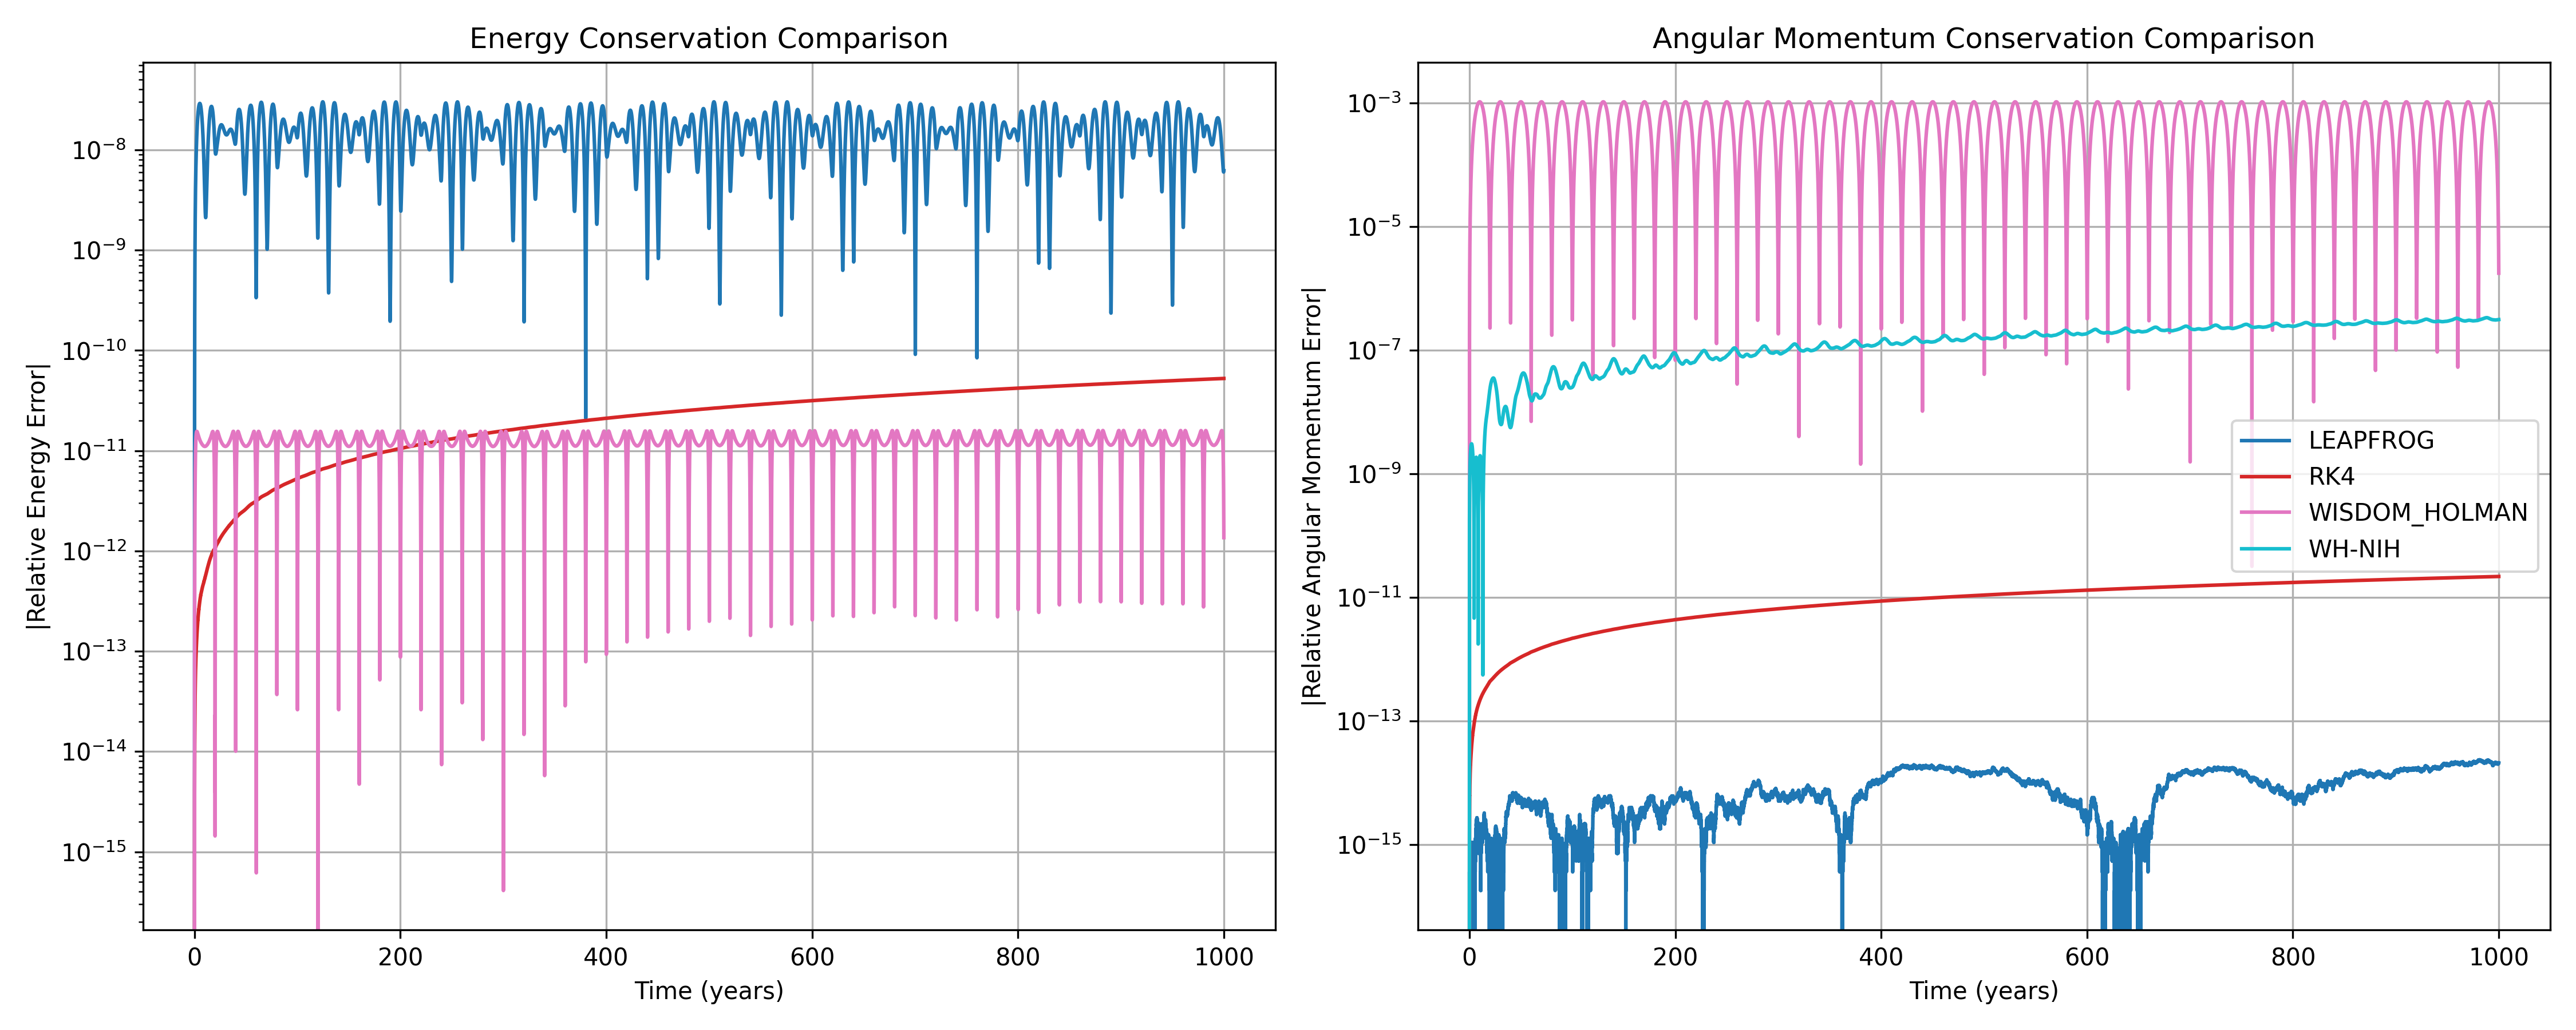 Energy Conservation Comparison
|Relative Energy Error|
10⁻⁸
10⁻⁹
10⁻¹⁰
10⁻¹¹
10⁻¹²
10⁻¹³
10⁻¹⁴
10⁻¹⁵
0 200 400 600 800 1000
Time (years)
Angular Momentum Conservation Comparison
|Relative Angular Momentum Error|
10⁻³
10⁻⁵
10⁻⁷
10⁻⁹
10⁻¹¹
10⁻¹³
10⁻¹⁵
LEAPFROG
RK4
WISDOM_HOLMAN
WH-NIH
0 200 400 600 800 1000
Time (years)